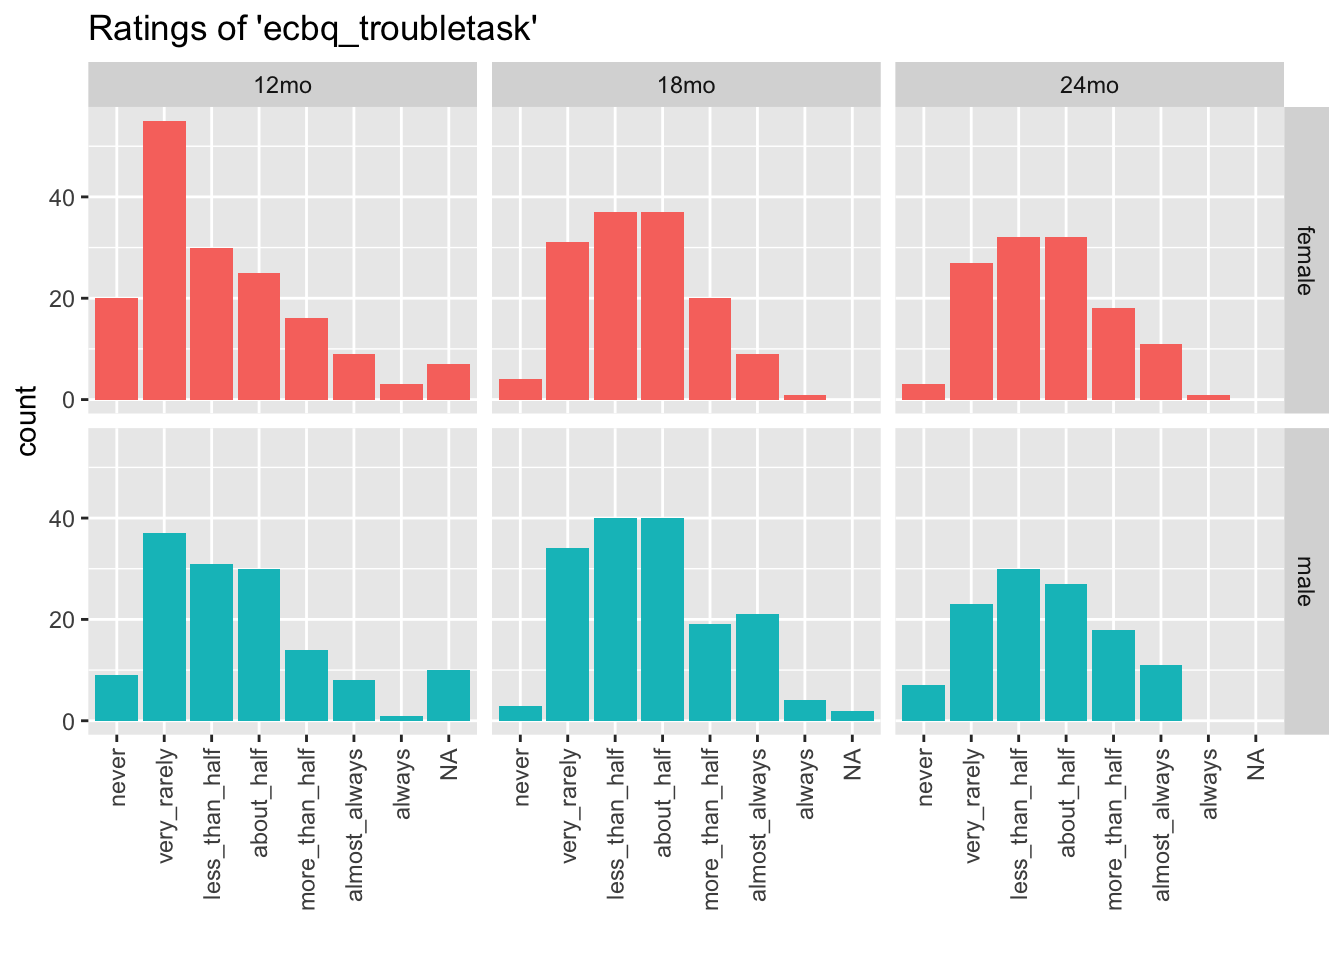 Ratings of 'ecbq_troubletask'
12mo
18mo
24mo
count
40
20
0
female
40
20
0
male
never
very_rarely
less_than_half
about_half
more_than_half
almost_always
always
NA
never
very_rarely
less_than_half
about_half
more_than_half
almost_always
always
NA
never
very_rarely
less_than_half
about_half
more_than_half
almost_always
always
NA